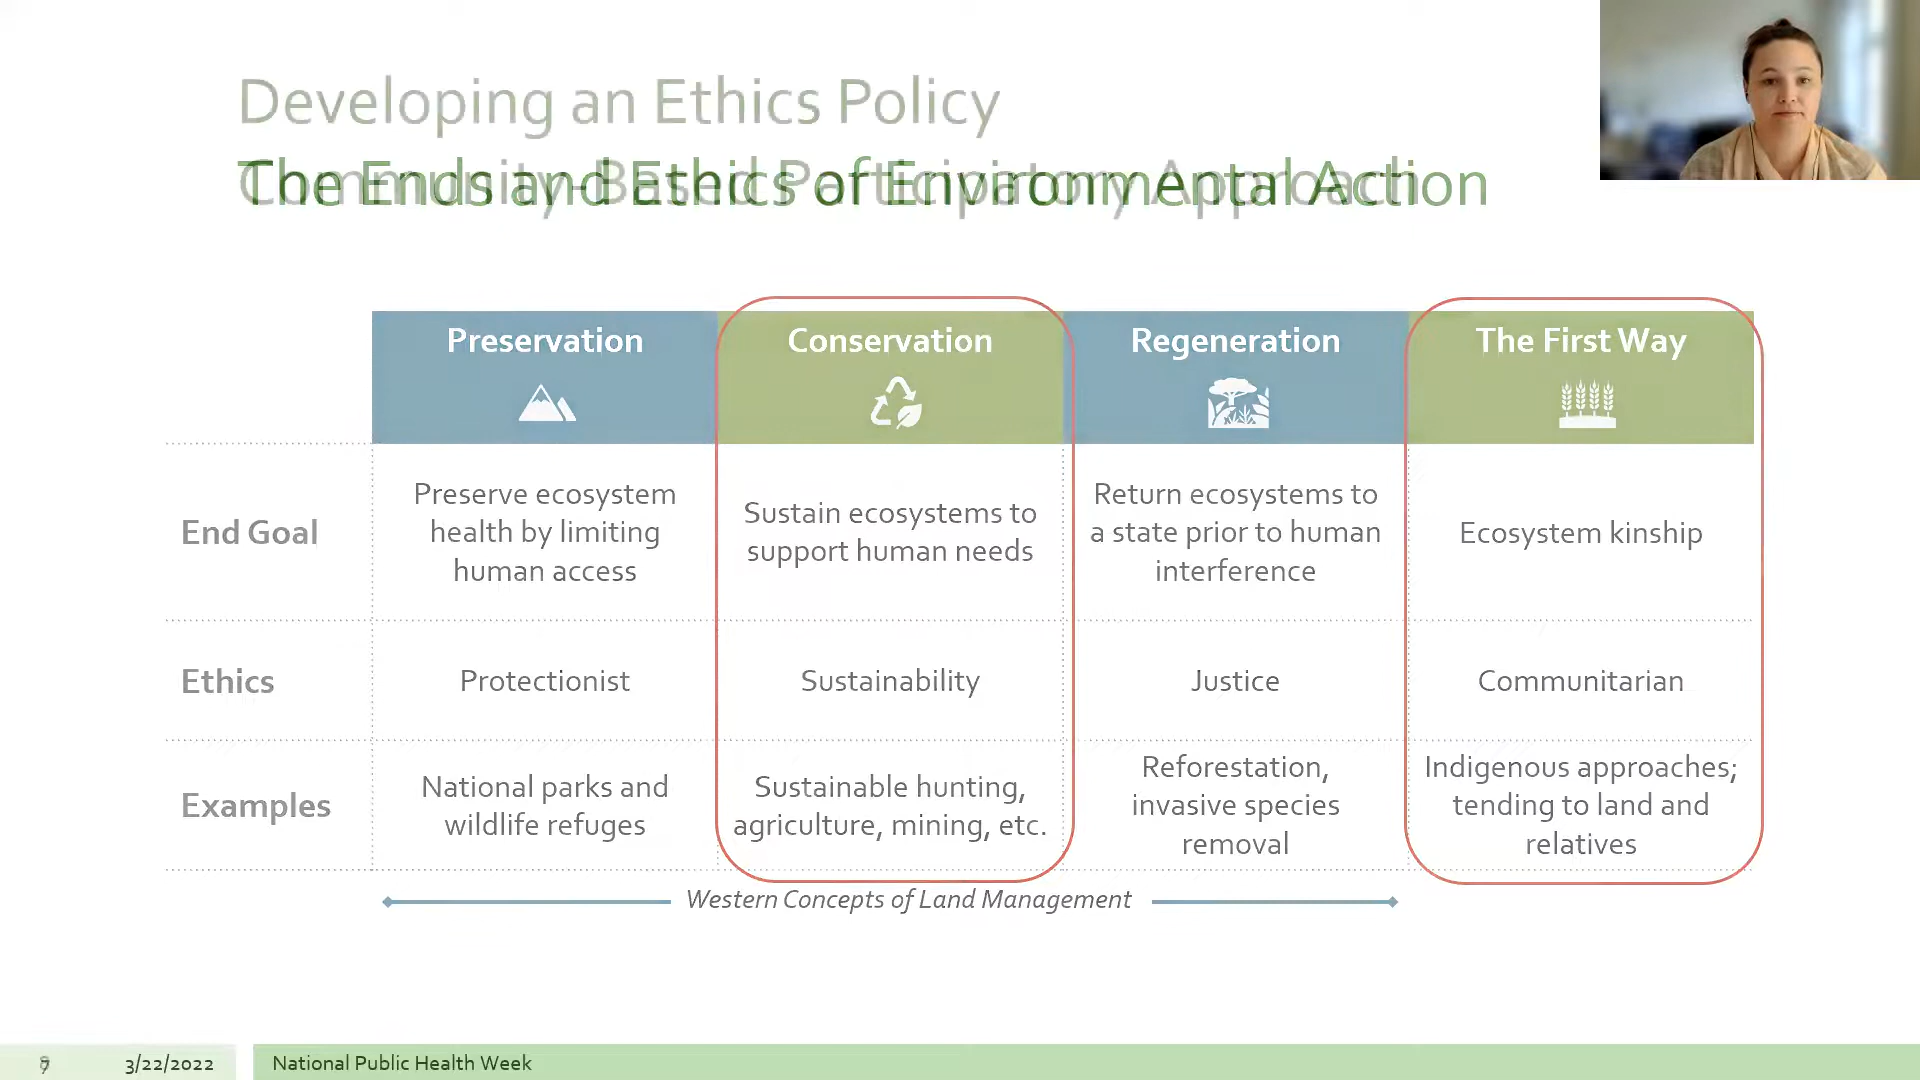 Developing an Ethics Policy
The Ends and Ethics of Environmental Action
Community-Based Participatory Approach
Preservation
Conservation
Regeneration
The First Way
End Goal
Preserve ecosystem
health by limiting
human access
Sustain ecosystems to
support human needs
Return ecosystems to
a state prior to human
interference
Ecosystem kinship
Ethics
Protectionist
Sustainability
Justice
Communitarian
Examples
National parks and
wildlife refuges
Sustainable hunting,
agriculture, mining, etc.
Reforestation,
invasive species
removal
Indigenous approaches;
tending to land and
relatives
Western Concepts of Land Management
3/22/2022
National Public Health Week